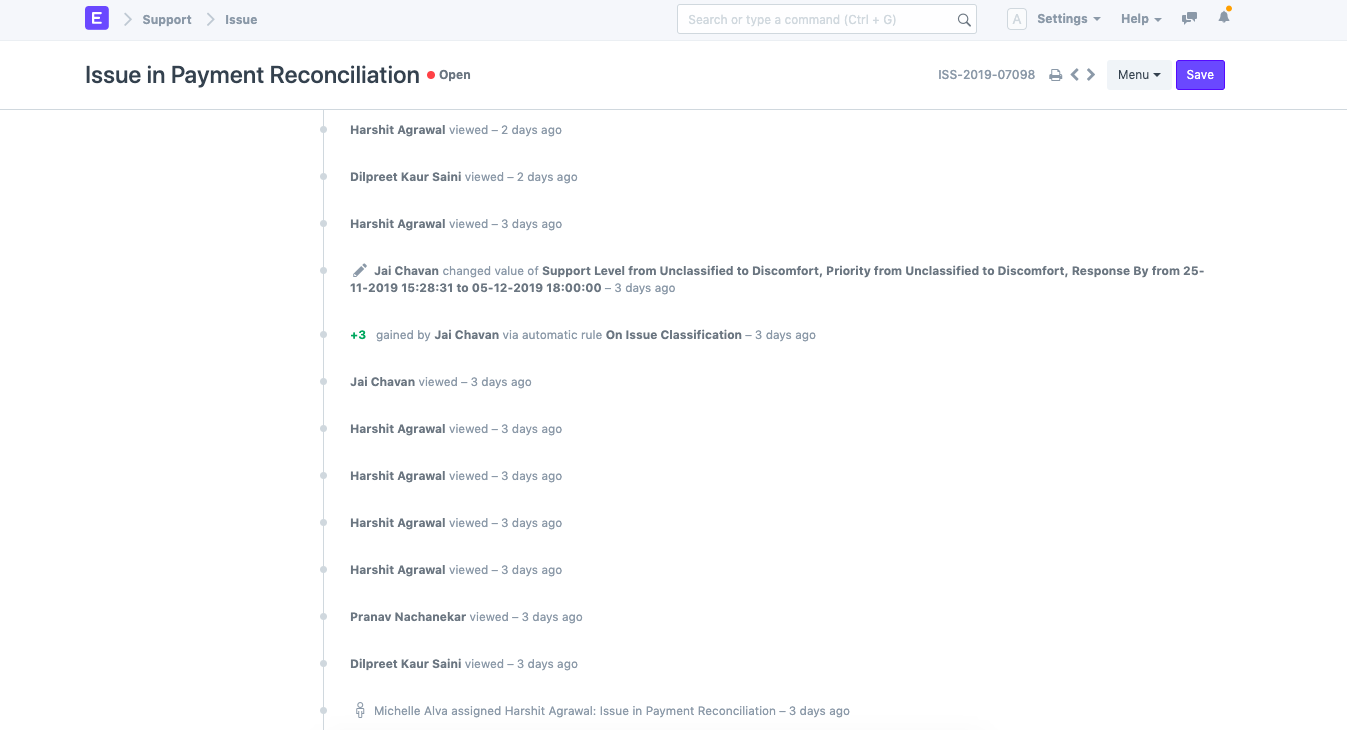 E Support Issue Search or type a command (Ctrl + G) A Settings Help
Issue in Payment Reconciliation Open ISS-2019-07098 Menu Save
Harshit Agrawal viewed – 2 days ago
Dilpreet Kaur Saini viewed – 2 days ago
Harshit Agrawal viewed – 3 days ago
Jai Chavan changed value of Support Level from Unclassified to Discomfort, Priority from Unclassified to Discomfort, Response By from 25-
11-2019 15:28:31 to 05-12-2019 18:00:00 – 3 days ago
+3 gained by Jai Chavan via automatic rule On Issue Classification – 3 days ago
Jai Chavan viewed – 3 days ago
Harshit Agrawal viewed – 3 days ago
Harshit Agrawal viewed – 3 days ago
Harshit Agrawal viewed – 3 days ago
Harshit Agrawal viewed – 3 days ago
Pranav Nachanekar viewed – 3 days ago
Dilpreet Kaur Saini viewed – 3 days ago
Michelle Alva assigned Harshit Agrawal: Issue in Payment Reconciliation – 3 days ago